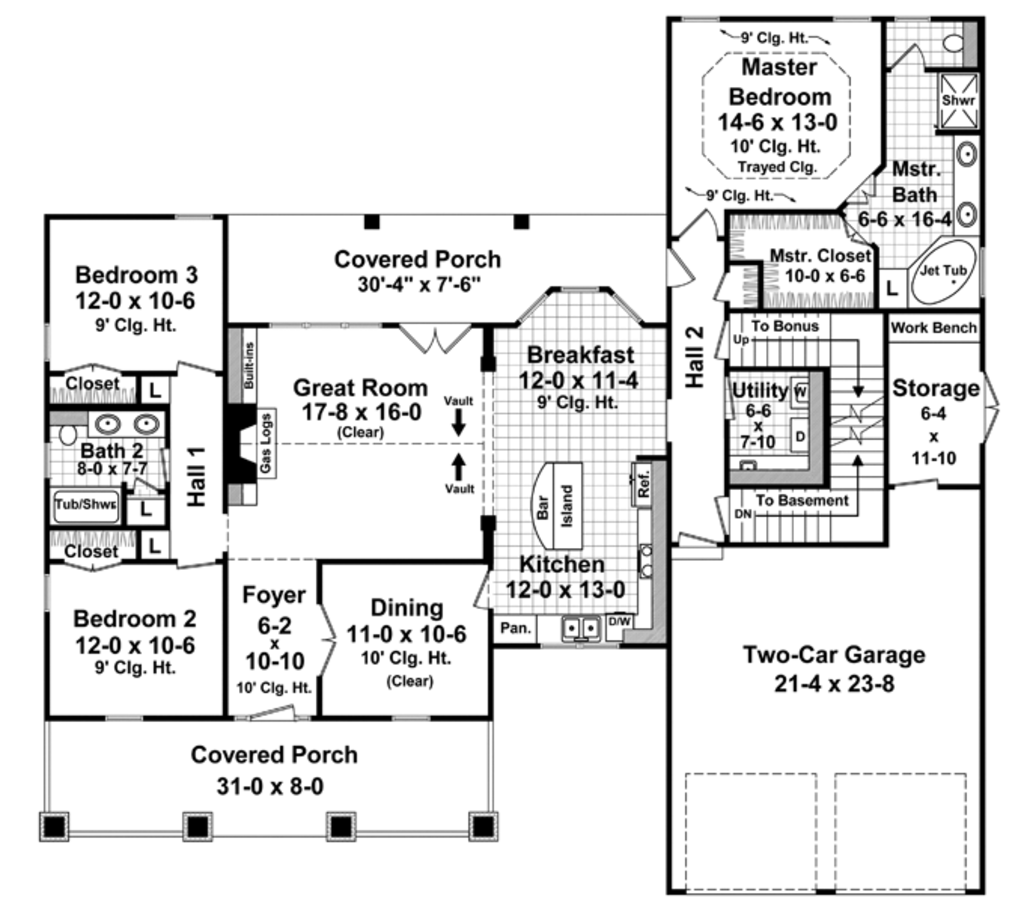 9' Clg. Ht.
Master
Bedroom
14-6 x 13-0
10' Clg. Ht.
Trayed Clg.
9' Clg. Ht.
Shwr
Mstr.
Bath
6-6 x 16-4
Mstr. Closet
10-0 x 6-6
L
Jet Tub
Covered Porch
30'-4" x 7'-6"
Bedroom 3
12-0 x 10-6
9' Clg. Ht.
Closet
L
Built-ins
Great Room
17-8 x 16-0
(Clear)
Gas Logs
Vault
Vault
Breakfast
12-0 x 11-4
9' Clg. Ht.
Hall 2
To Bonus
Up
Work Bench
Utility
6-6
x
7-10
W
D
Storage
6-4
x
11-10
To Basement
DN
Bath 2
8-0 x 7-7
Tub/Shwr
L
Hall 1
Closet
L
Bar
Island
Ref.
Kitchen
12-0 x 13-0
Pan.
D/W
Bedroom 2
12-0 x 10-6
9' Clg. Ht.
Foyer
6-2
x
10-10
10' Clg. Ht.
Dining
11-0 x 10-6
10' Clg. Ht.
(Clear)
Two-Car Garage
21-4 x 23-8
Covered Porch
31-0 x 8-0